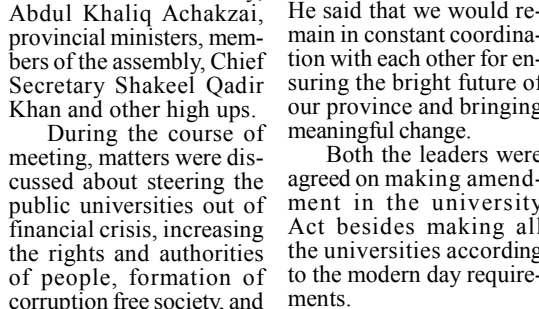 Abdul Khaliq Achakzai,
provincial ministers, mem-
bers of the assembly, Chief
Secretary Shakeel Qadir
Khan and other high ups.
During the course of
meeting, matters were dis-
cussed about steering the
public universities out of
financial crisis, increasing
the rights and authorities
of people, formation of
corruption free society, and
He said that we would re-
main in constant coordina-
tion with each other for en-
suring the bright future of
our province and bringing
meaningful change.
Both the leaders were
agreed on making amend-
ment in the university
Act besides making all
the universities according
to the modern day require-
ments.